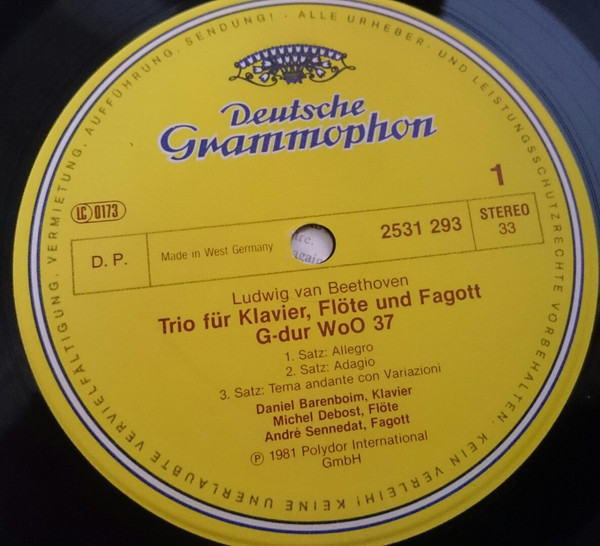 ALLE URHEBER- UND LEISTUNGSSCHUTZRECHTE VORBEHALTEN. KEIN VERLEIH! KEINE UNERLAUBTE VERVIELFÄLTIGUNG, VERMIETUNG, AUFFÜHRUNG, SENDUNG! ·
Deutsche
Grammophon
1
LC 0173
D. P.
Made in West Germany
2531 293
STEREO
33
Ludwig van Beethoven
Trio für Klavier, Flöte und Fagott
G-dur WoO 37
1. Satz: Allegro
2. Satz: Adagio
3. Satz: Tema andante con Variazioni
Daniel Barenboim, Klavier
Michel Debost, Flöte
André Sennedat, Fagott
Ⓟ 1981 Polydor International
GmbH